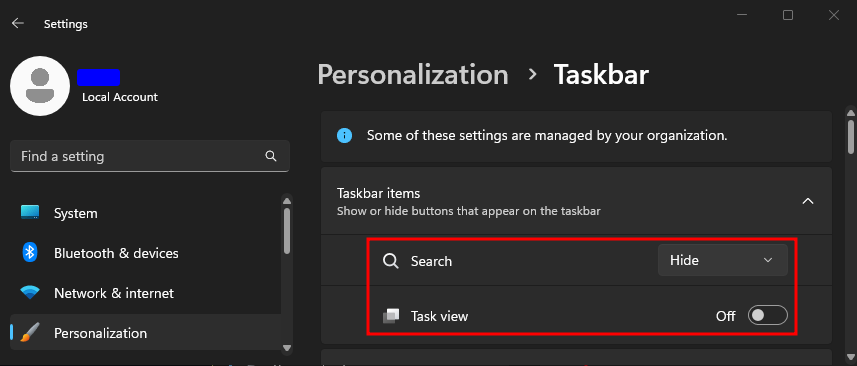 Settings
Local Account
Find a setting
System
Bluetooth & devices
Network & internet
Personalization
Personalization > Taskbar
Some of these settings are managed by your organization.
Taskbar items
Show or hide buttons that appear on the taskbar
Search Hide
Task view Off